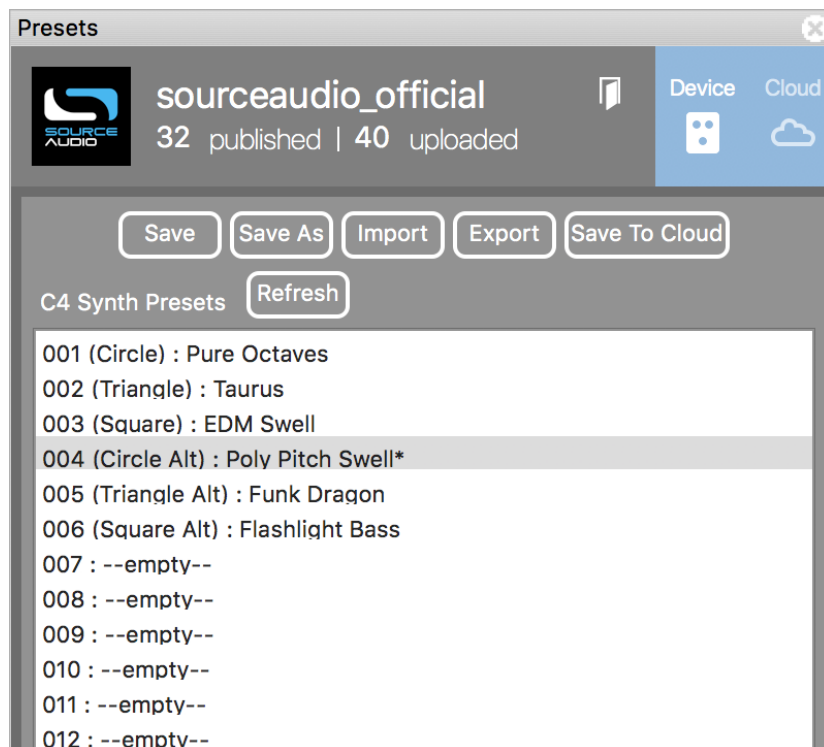 Presets
SOURCE
AUDIO
sourceaudio_official
32 published | 40 uploaded
Device
Cloud
Save
Save As
Import
Export
Save To Cloud
C4 Synth Presets
Refresh
001 (Circle) : Pure Octaves
002 (Triangle) : Taurus
003 (Square) : EDM Swell
004 (Circle Alt) : Poly Pitch Swell*
005 (Triangle Alt) : Funk Dragon
006 (Square Alt) : Flashlight Bass
007 : --empty--
008 : --empty--
009 : --empty--
010 : --empty--
011 : --empty--
012 : --empty--